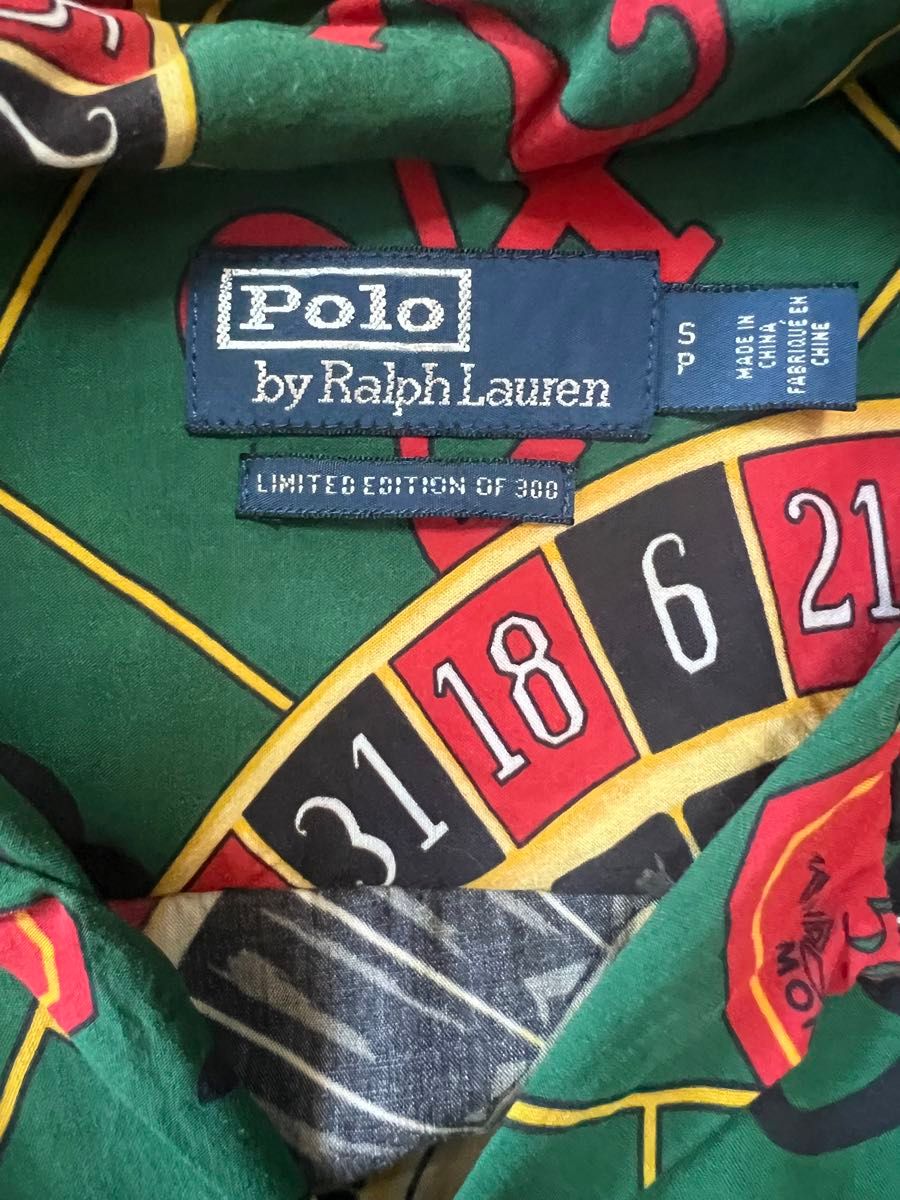 Polo
by Ralph Lauren
S
P
MADE IN
CHINA
FABRIQUÉ EN
CHINE
LIMITED EDITION OF 300
31
18
6
21